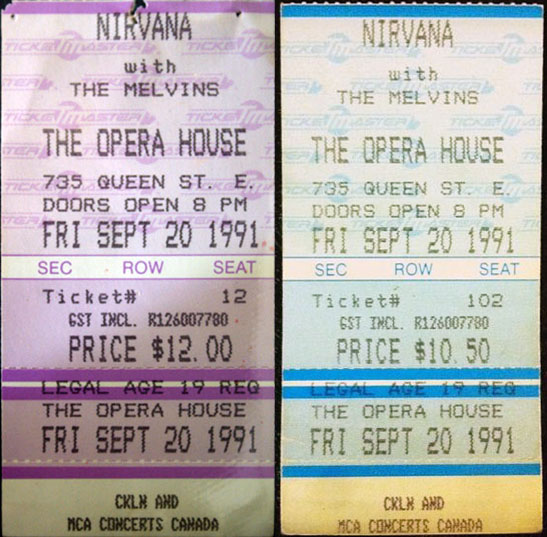 NIRVANA
with
THE MELVINS
THE OPERA HOUSE
735 QUEEN ST. E.
DOORS OPEN 8 PM
FRI SEPT 20 1991
SEC ROW SEAT
Ticket# 12
GST INCL. R126007780
PRICE $12.00
LEGAL AGE 19 REQ
THE OPERA HOUSE
FRI SEPT 20 1991
CKLN AND
MCA CONCERTS CANADA
NIRVANA
with
THE MELVINS
THE OPERA HOUSE
735 QUEEN ST. E.
DOORS OPEN 8 PM
FRI SEPT 20 1991
SEC ROW SEAT
Ticket# 102
GST INCL. R126007780
PRICE $10.50
LEGAL AGE 19 REQ
THE OPERA HOUSE
FRI SEPT 20 1991
CKLN AND
MCA CONCERTS CANADA